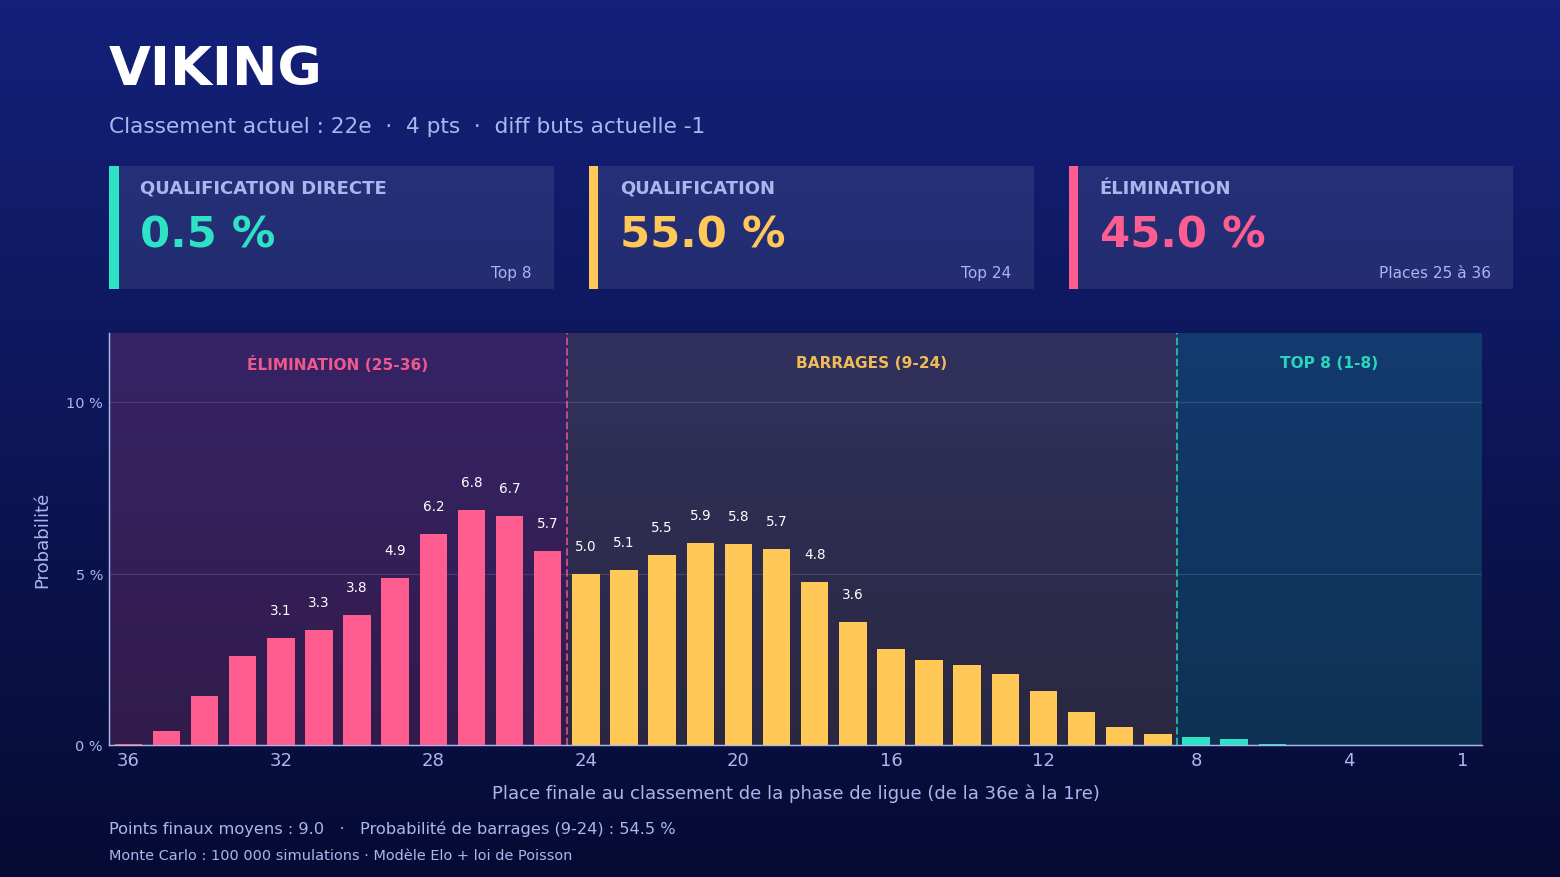 VIKING
Classement actuel : 22e · 4 pts · diff buts actuelle -1
QUALIFICATION DIRECTE
0.5 %
Top 8
QUALIFICATION
55.0 %
Top 24
ÉLIMINATION
45.0 %
Places 25 à 36
ÉLIMINATION (25-36)
BARRAGES (9-24)
TOP 8 (1-8)
Probabilité
10 %
5 %
0 %
3.1
3.3
3.8
4.9
6.2
6.8
6.7
5.7
5.0
5.1
5.5
5.9
5.8
5.7
4.8
3.6
36 32 28 24 20 16 12 8 4 1
Place finale au classement de la phase de ligue (de la 36e à la 1re)
Points finaux moyens : 9.0 · Probabilité de barrages (9-24) : 54.5 %
Monte Carlo : 100 000 simulations · Modèle Elo + loi de Poisson